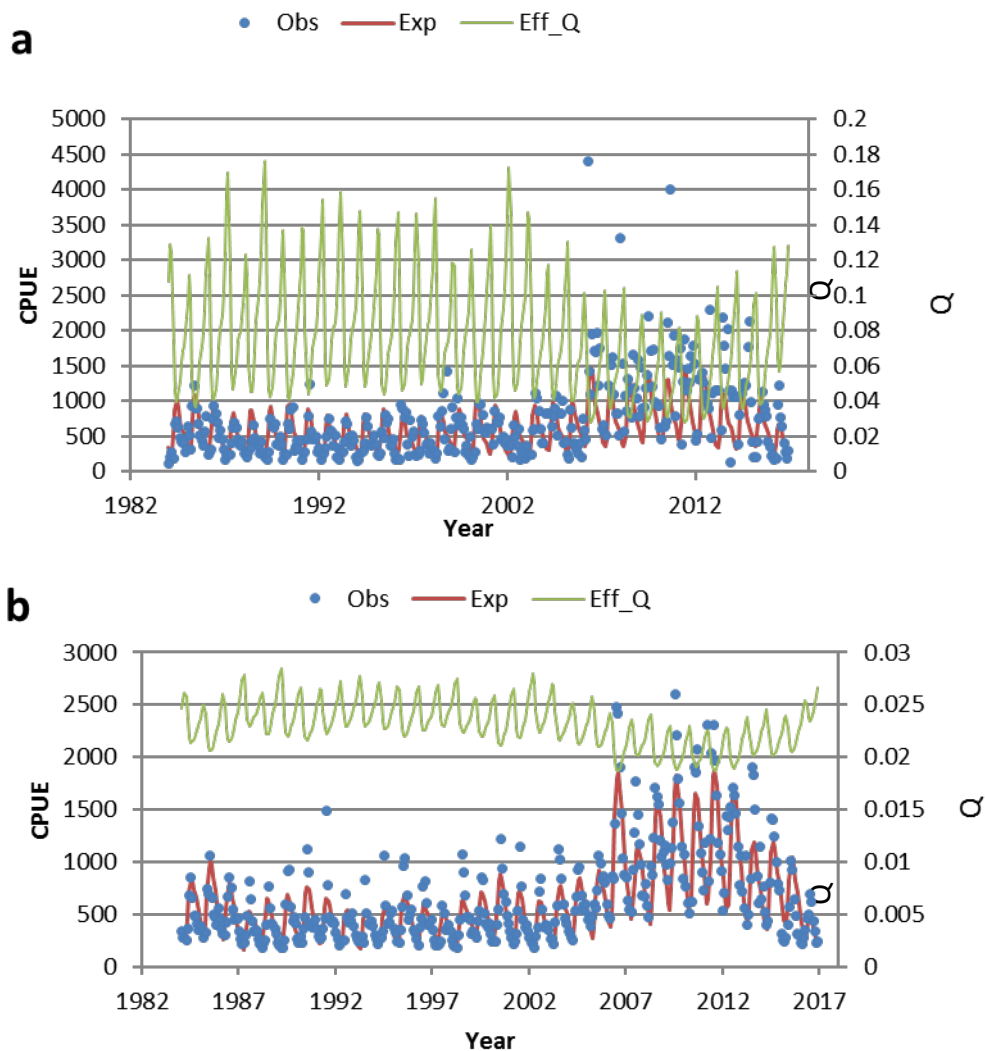 a
Obs Exp Eff_Q
5000 0.2
4500 0.18
4000 0.16
3500 0.14
3000 0.12
2500 0.1
2000 0.08
1500 0.06
1000 0.04
500 0.02
0 0
CPUE
Q
Q
1982 1992 2002 2012
Year
b
Obs Exp Eff_Q
3000 0.03
2500 0.025
2000 0.02
1500 0.015
1000 0.01
500 0.005
0 0
CPUE
Q
Q
1982 1987 1992 1997 2002 2007 2012 2017
Year